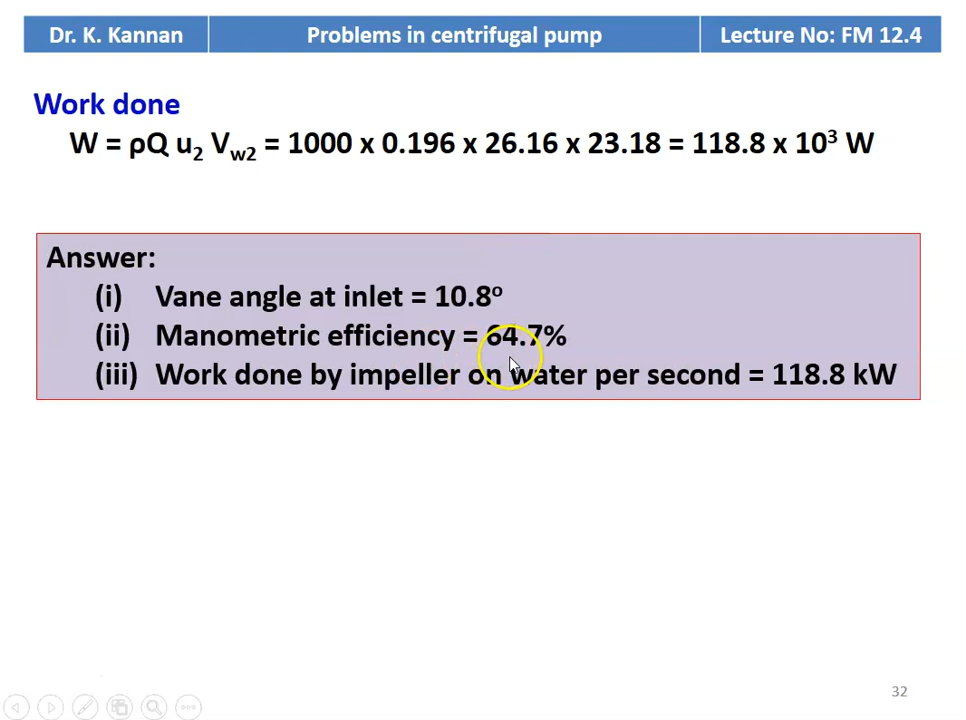 Dr. K. Kannan
Problems in centrifugal pump
Lecture No: FM 12.4
Work done
W = ρQ u₂ Vw₂ = 1000 x 0.196 x 26.16 x 23.18 = 118.8 x 10³ W
Answer:
(i) Vane angle at inlet = 10.8º
(ii) Manometric efficiency = 64.7%
(iii) Work done by impeller on water per second = 118.8 kW
32